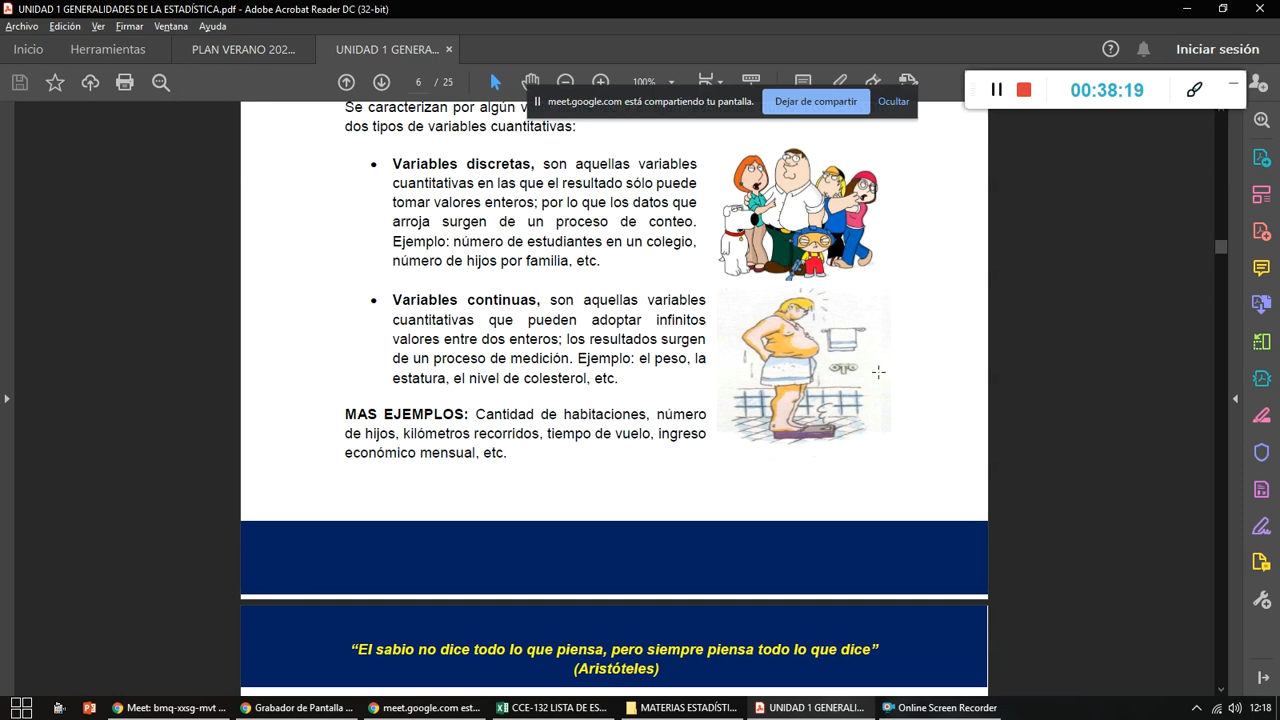 UNIDAD 1 GENERALIDADES DE LA ESTADÍSTICA.pdf - Adobe Acrobat Reader DC (32-bit)
Archivo Edición Ver Firmar Ventana Ayuda
Inicio Herramientas PLAN VERANO 202... UNIDAD 1 GENERA... × Iniciar sesión
6 / 25 100%
meet.google.com está compartiendo tu pantalla. Dejar de compartir Ocultar
00:38:19
Se caracterizan por algún v
dos tipos de variables cuantitativas:
• Variables discretas, son aquellas variables
cuantitativas en las que el resultado sólo puede
tomar valores enteros; por lo que los datos que
arroja surgen de un proceso de conteo.
Ejemplo: número de estudiantes en un colegio,
número de hijos por familia, etc.
• Variables continuas, son aquellas variables
cuantitativas que pueden adoptar infinitos
valores entre dos enteros; los resultados surgen
de un proceso de medición. Ejemplo: el peso, la
estatura, el nivel de colesterol, etc.
MAS EJEMPLOS: Cantidad de habitaciones, número
de hijos, kilómetros recorridos, tiempo de vuelo, ingreso
económico mensual, etc.
“El sabio no dice todo lo que piensa, pero siempre piensa todo lo que dice”
(Aristóteles)
Meet: bmq-xxsg-mvt ... Grabador de Pantalla ... meet.google.com est... CCE-132 LISTA DE ES... MATERIAS ESTADÍSTI... UNIDAD 1 GENERALI... Online Screen Recorder 12:18